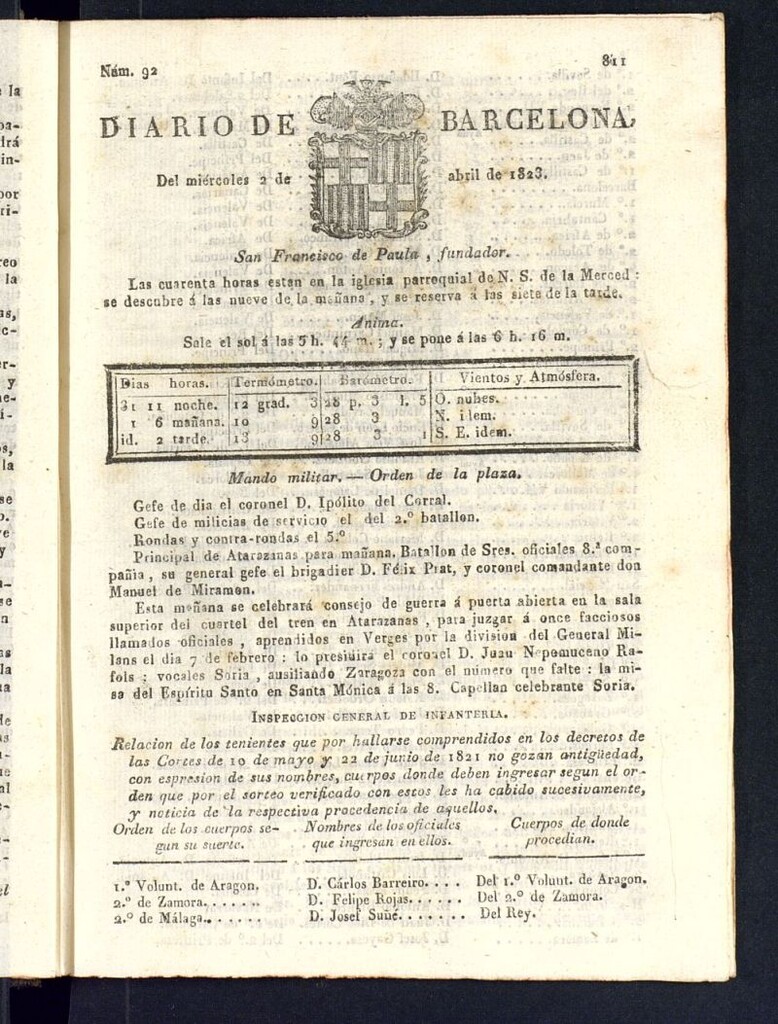 Núm. 92
811
DIARIO DE BARCELONA,
Del miércoles 2 de abril de 1823.
San Francisco de Paula, fundador.
Las cuarenta horas estan en la iglesia parroquial de N. S. de la Merced:
se descubre á las nueve de la mañana, y se reserva á las siete de la tarde.
Anima.
Sale el sol á las 5 h. 44 m.; y se pone á las 6 h. 16 m.
Dias horas. Termómetro. Barómetro. Vientos y Atmósfera.
31 11 noche. 12 grad. 3 28 p. 3 l. 5 O. nubes.
1 6 mañana. 10 9 28 3 N. idem.
id. 2 tarde. 13 9 28 3 1 S. E. idem.
Mando militar. — Orden de la plaza.
Gefe de dia el coronel D. Ipólito del Corral.
Gefe de milicias de servicio el del 2.º batallon.
Rondas y contra-rondas el 5.º
Principal de Atarazanas para mañana. Batallon de Sres. oficiales 8.ª com-
pañia, su general gefe el brigadier D. Félix Prat, y coronel comandante don
Manuel de Miramon.
Esta mañana se celebrará consejo de guerra á puerta abierta en la sala
superior del cuartel del tren en Atarazanas, para juzgar á once facciosos
llamados oficiales, aprendidos en Verges por la division del General Mi-
lans el dia 7 de febrero: lo presidirá el coronel D. Juan Nepomuceno Ra-
fols: vocales Soria, ausiliando Zaragoza con el número que falte: la mi-
sa del Espíritu Santo en Santa Mónica á las 8. Capellan celebrante Soria.
INSPECCION GENERAL DE INFANTERIA.
Relacion de los tenientes que por hallarse comprendidos en los decretos de
las Cortes de 10 de mayo y 22 de junio de 1821 no gozan antigüedad,
con espresion de sus nombres, cuerpos donde deben ingresar segun el or-
den que por el sorteo verificado con estos les ha cabido sucesivamente,
y noticia de la respectiva procedencia de aquellos.
Orden de los cuerpos se- Nombres de los oficiales Cuerpos de donde
gun su suerte. que ingresan en ellos. procedian.
1.º Volunt. de Aragon. D. Cárlos Barreiro.... Del 1.º Volunt. de Aragon.
2.º de Zamora....... D. Felipe Rojas...... Del 2.º de Zamora.
2.º de Málaga....... D. Josef Suñé....... Del Rey.